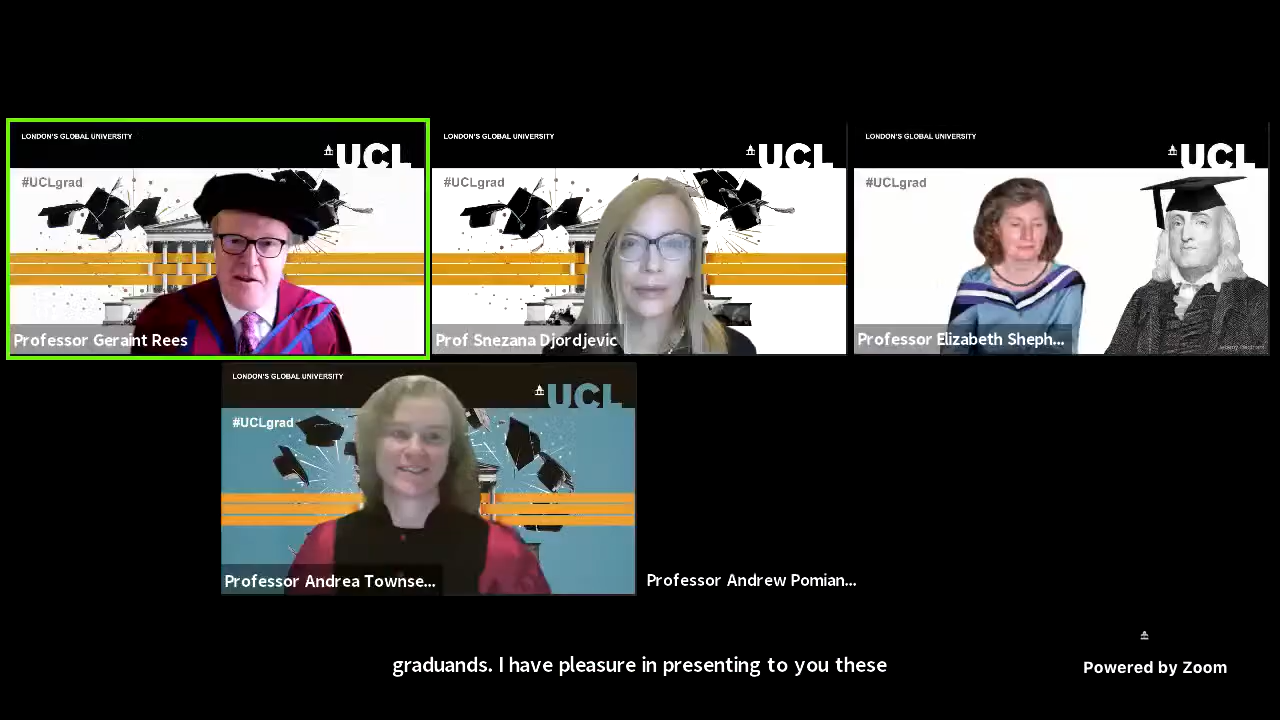 LONDON'S GLOBAL UNIVERSITY
UCL
#UCLgrad
Professor Geraint Rees
LONDON'S GLOBAL UNIVERSITY
UCL
#UCLgrad
Prof Snezana Djordjevic
LONDON'S GLOBAL UNIVERSITY
UCL
#UCLgrad
Professor Elizabeth Sheph...
LONDON'S GLOBAL UNIVERSITY
UCL
#UCLgrad
Professor Andrea Townse...
Professor Andrew Pomian...
graduands. I have pleasure in presenting to you these
Powered by Zoom